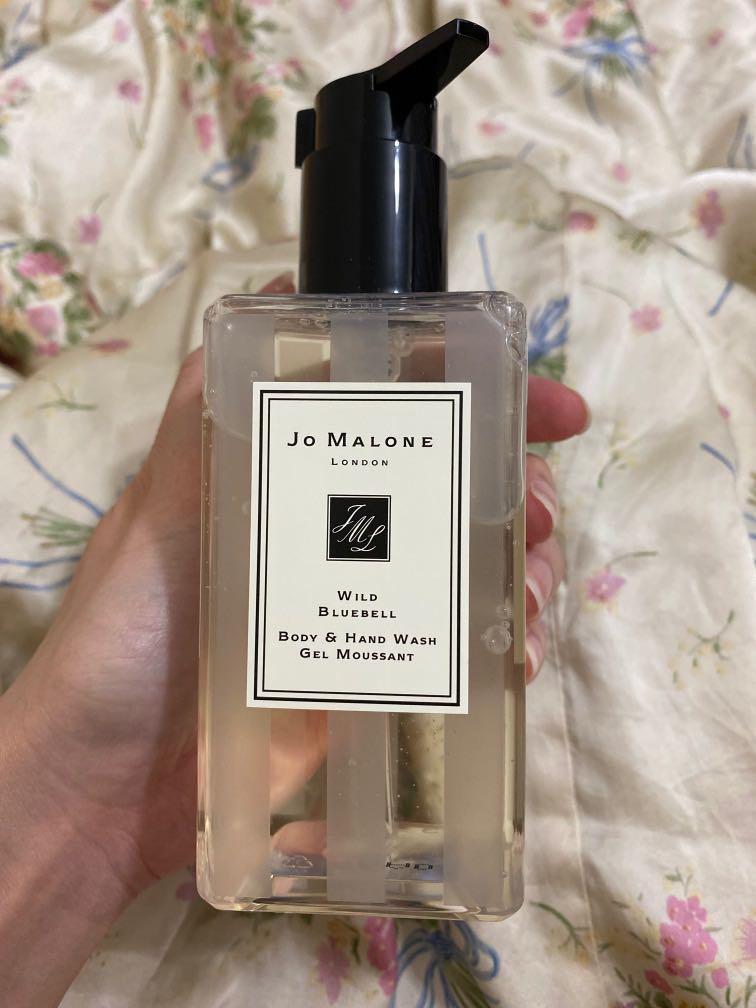 Jo Malone
London
JML
Wild
Bluebell
Body & Hand Wash
Gel Moussant